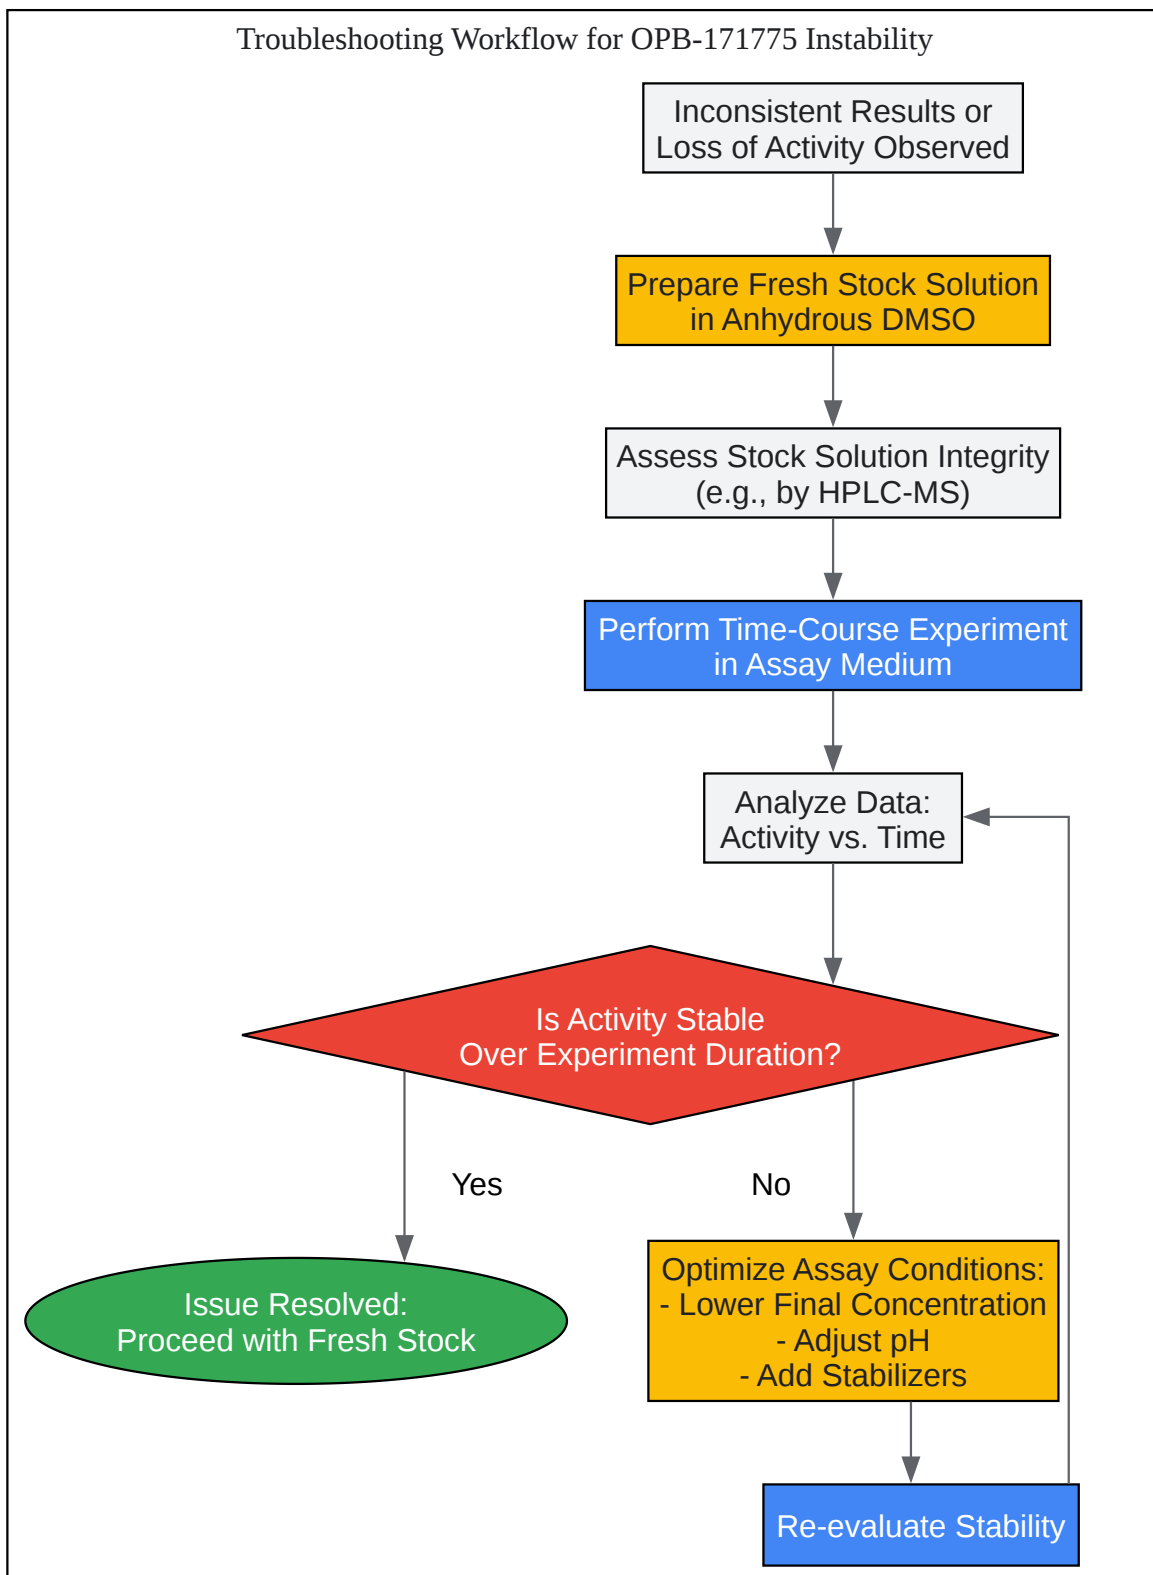 Troubleshooting Workflow for OPB-171775 Instability
Inconsistent Results or
Loss of Activity Observed
Prepare Fresh Stock Solution
in Anhydrous DMSO
Assess Stock Solution Integrity
(e.g., by HPLC-MS)
Perform Time-Course Experiment
in Assay Medium
Analyze Data:
Activity vs. Time
Is Activity Stable
Over Experiment Duration?
Yes
No
Issue Resolved:
Proceed with Fresh Stock
Optimize Assay Conditions:
- Lower Final Concentration
- Adjust pH
- Add Stabilizers
Re-evaluate Stability